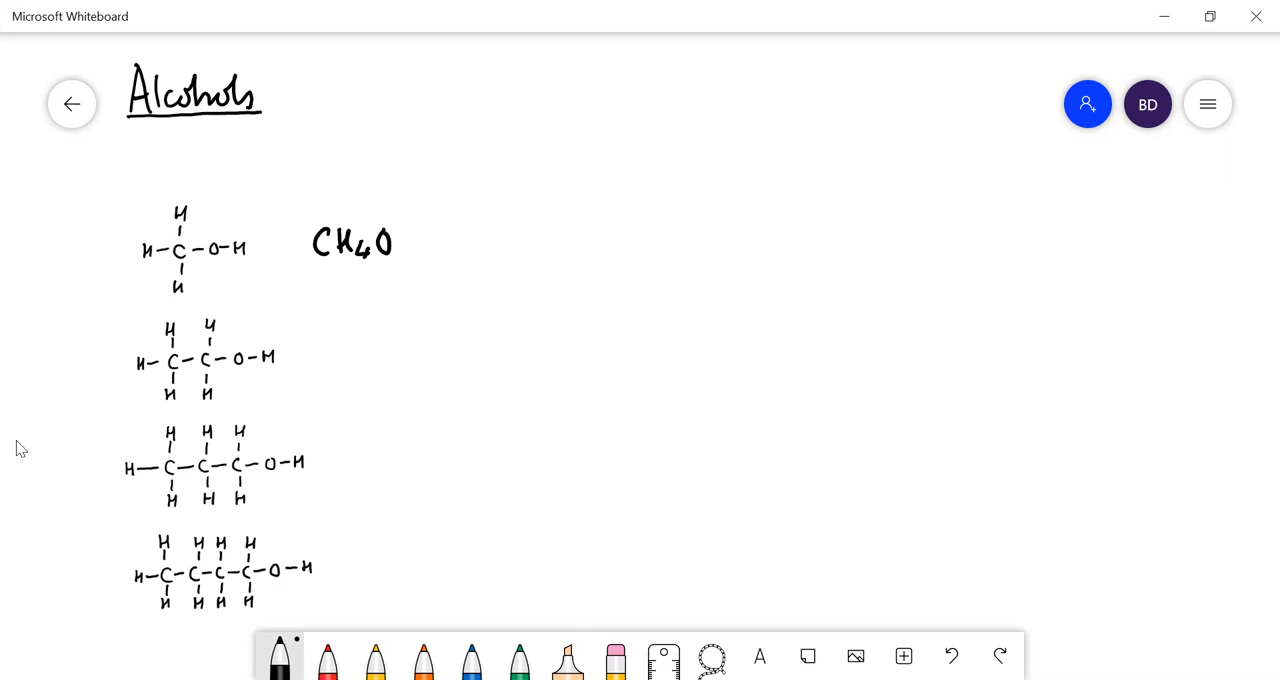 Microsoft Whiteboard
Alcohols
BD
H
H-C-O-H
H
CH₄O
H H
H-C-C-O-H
H H
H H H
H-C-C-C-O-H
H H H
H H H H
H-C-C-C-C-O-H
H H H H
A